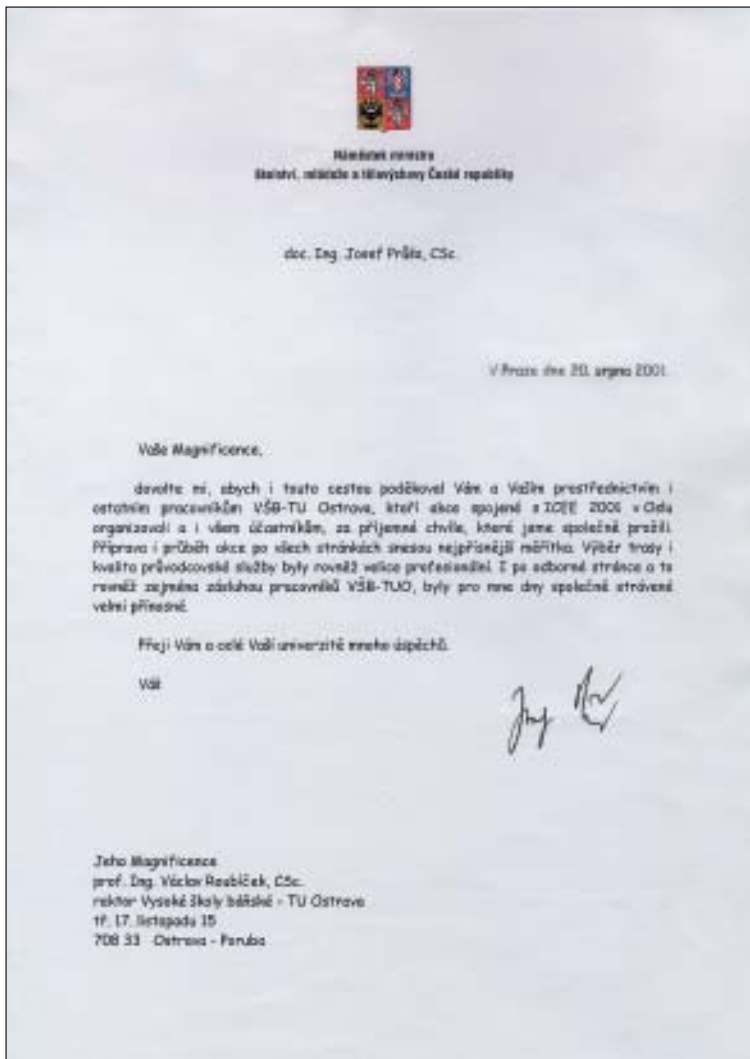 Náměstek ministra
školství, mládeže a tělovýchovy České republiky
doc. Ing. Josef Průša, CSc.
V Praze dne 20. srpna 2001
Vaše Magnificence,
dovolte mi, abych i touto cestou poděkoval Vám a Vaším prostřednictvím i
ostatním pracovníkům VŠB-TU Ostrava, kteří akce spojené s ICEE 2001 v Oslu
organizovali a i všem účastníkům, za příjemné chvíle, které jsme společně prožili.
Příprava i průběh akce po všech stránkách snesou nejpřísnější měřítka. Výběr trasy i
kvalita průvodcovské služby byly rovněž velice profesionální. I po odborné stránce a to
rovněž zejména zásluhou pracovníků VŠB-TUO, byly pro mne dny společně strávené
velmi přínosné.
Přeji Vám a celé Vaší univerzitě mnoho úspěchů.
Váš
Jeho Magnificence
prof. Ing. Václav Roubíček, CSc.
rektor Vysoké školy báňské - TU Ostrava
tř. 17. listopadu 15
708 33 Ostrava - Poruba